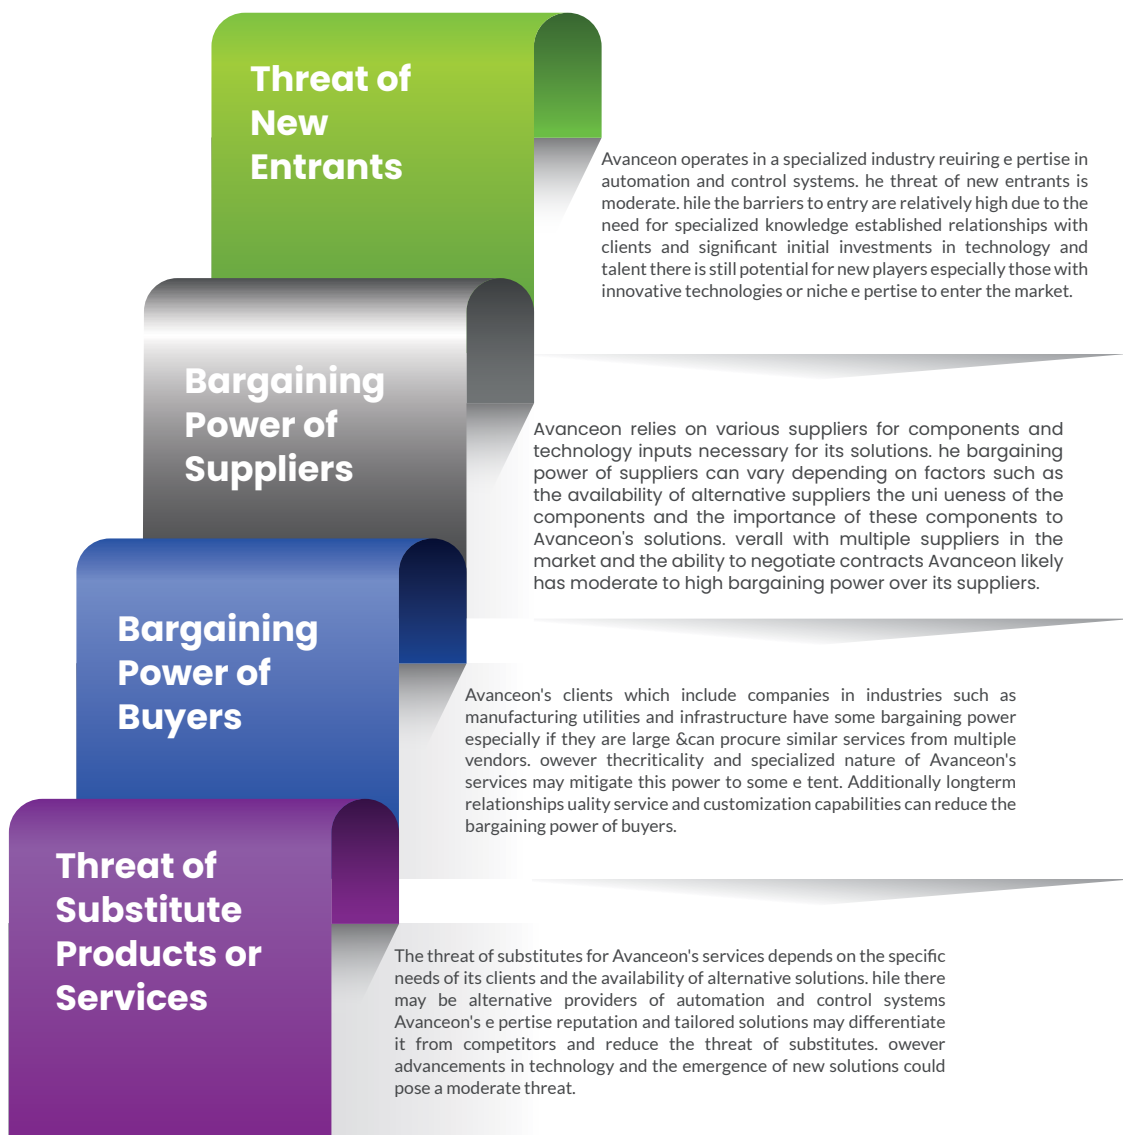 Threat of
New
Entrants
Avanceon operates in a specialized industry reuiring e pertise in
automation and control systems. he threat of new entrants is
moderate. hile the barriers to entry are relatively high due to the
need for specialized knowledge established relationships with
clients and significant initial investments in technology and
talent there is still potential for new players especially those with
innovative technologies or niche e pertise to enter the market.
Bargaining
Power of
Suppliers
Avanceon relies on various suppliers for components and
technology inputs necessary for its solutions. he bargaining
power of suppliers can vary depending on factors such as
the availability of alternative suppliers the uni ueness of the
components and the importance of these components to
Avanceon's solutions. verall with multiple suppliers in the
market and the ability to negotiate contracts Avanceon likely
has moderate to high bargaining power over its suppliers.
Bargaining
Power of
Buyers
Avanceon's clients which include companies in industries such as
manufacturing utilities and infrastructure have some bargaining power
especially if they are large &can procure similar services from multiple
vendors. owever thecriticality and specialized nature of Avanceon's
services may mitigate this power to some e tent. Additionally longterm
relationships uality service and customization capabilities can reduce the
bargaining power of buyers.
Threat of
Substitute
Products or
Services
The threat of substitutes for Avanceon's services depends on the specific
needs of its clients and the availability of alternative solutions. hile there
may be alternative providers of automation and control systems
Avanceon's e pertise reputation and tailored solutions may differentiate
it from competitors and reduce the threat of substitutes. owever
advancements in technology and the emergence of new solutions could
pose a moderate threat.